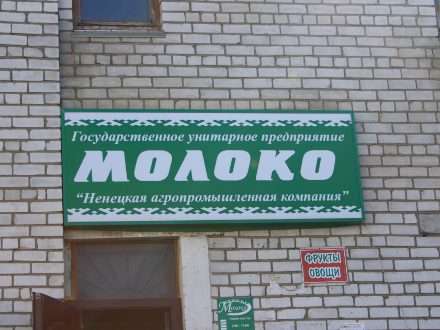 Государственное унитарное предприятие
МОЛОКО
"Ненецкая агропромышленная компания"
ФРУКТЫ
ОВОЩИ